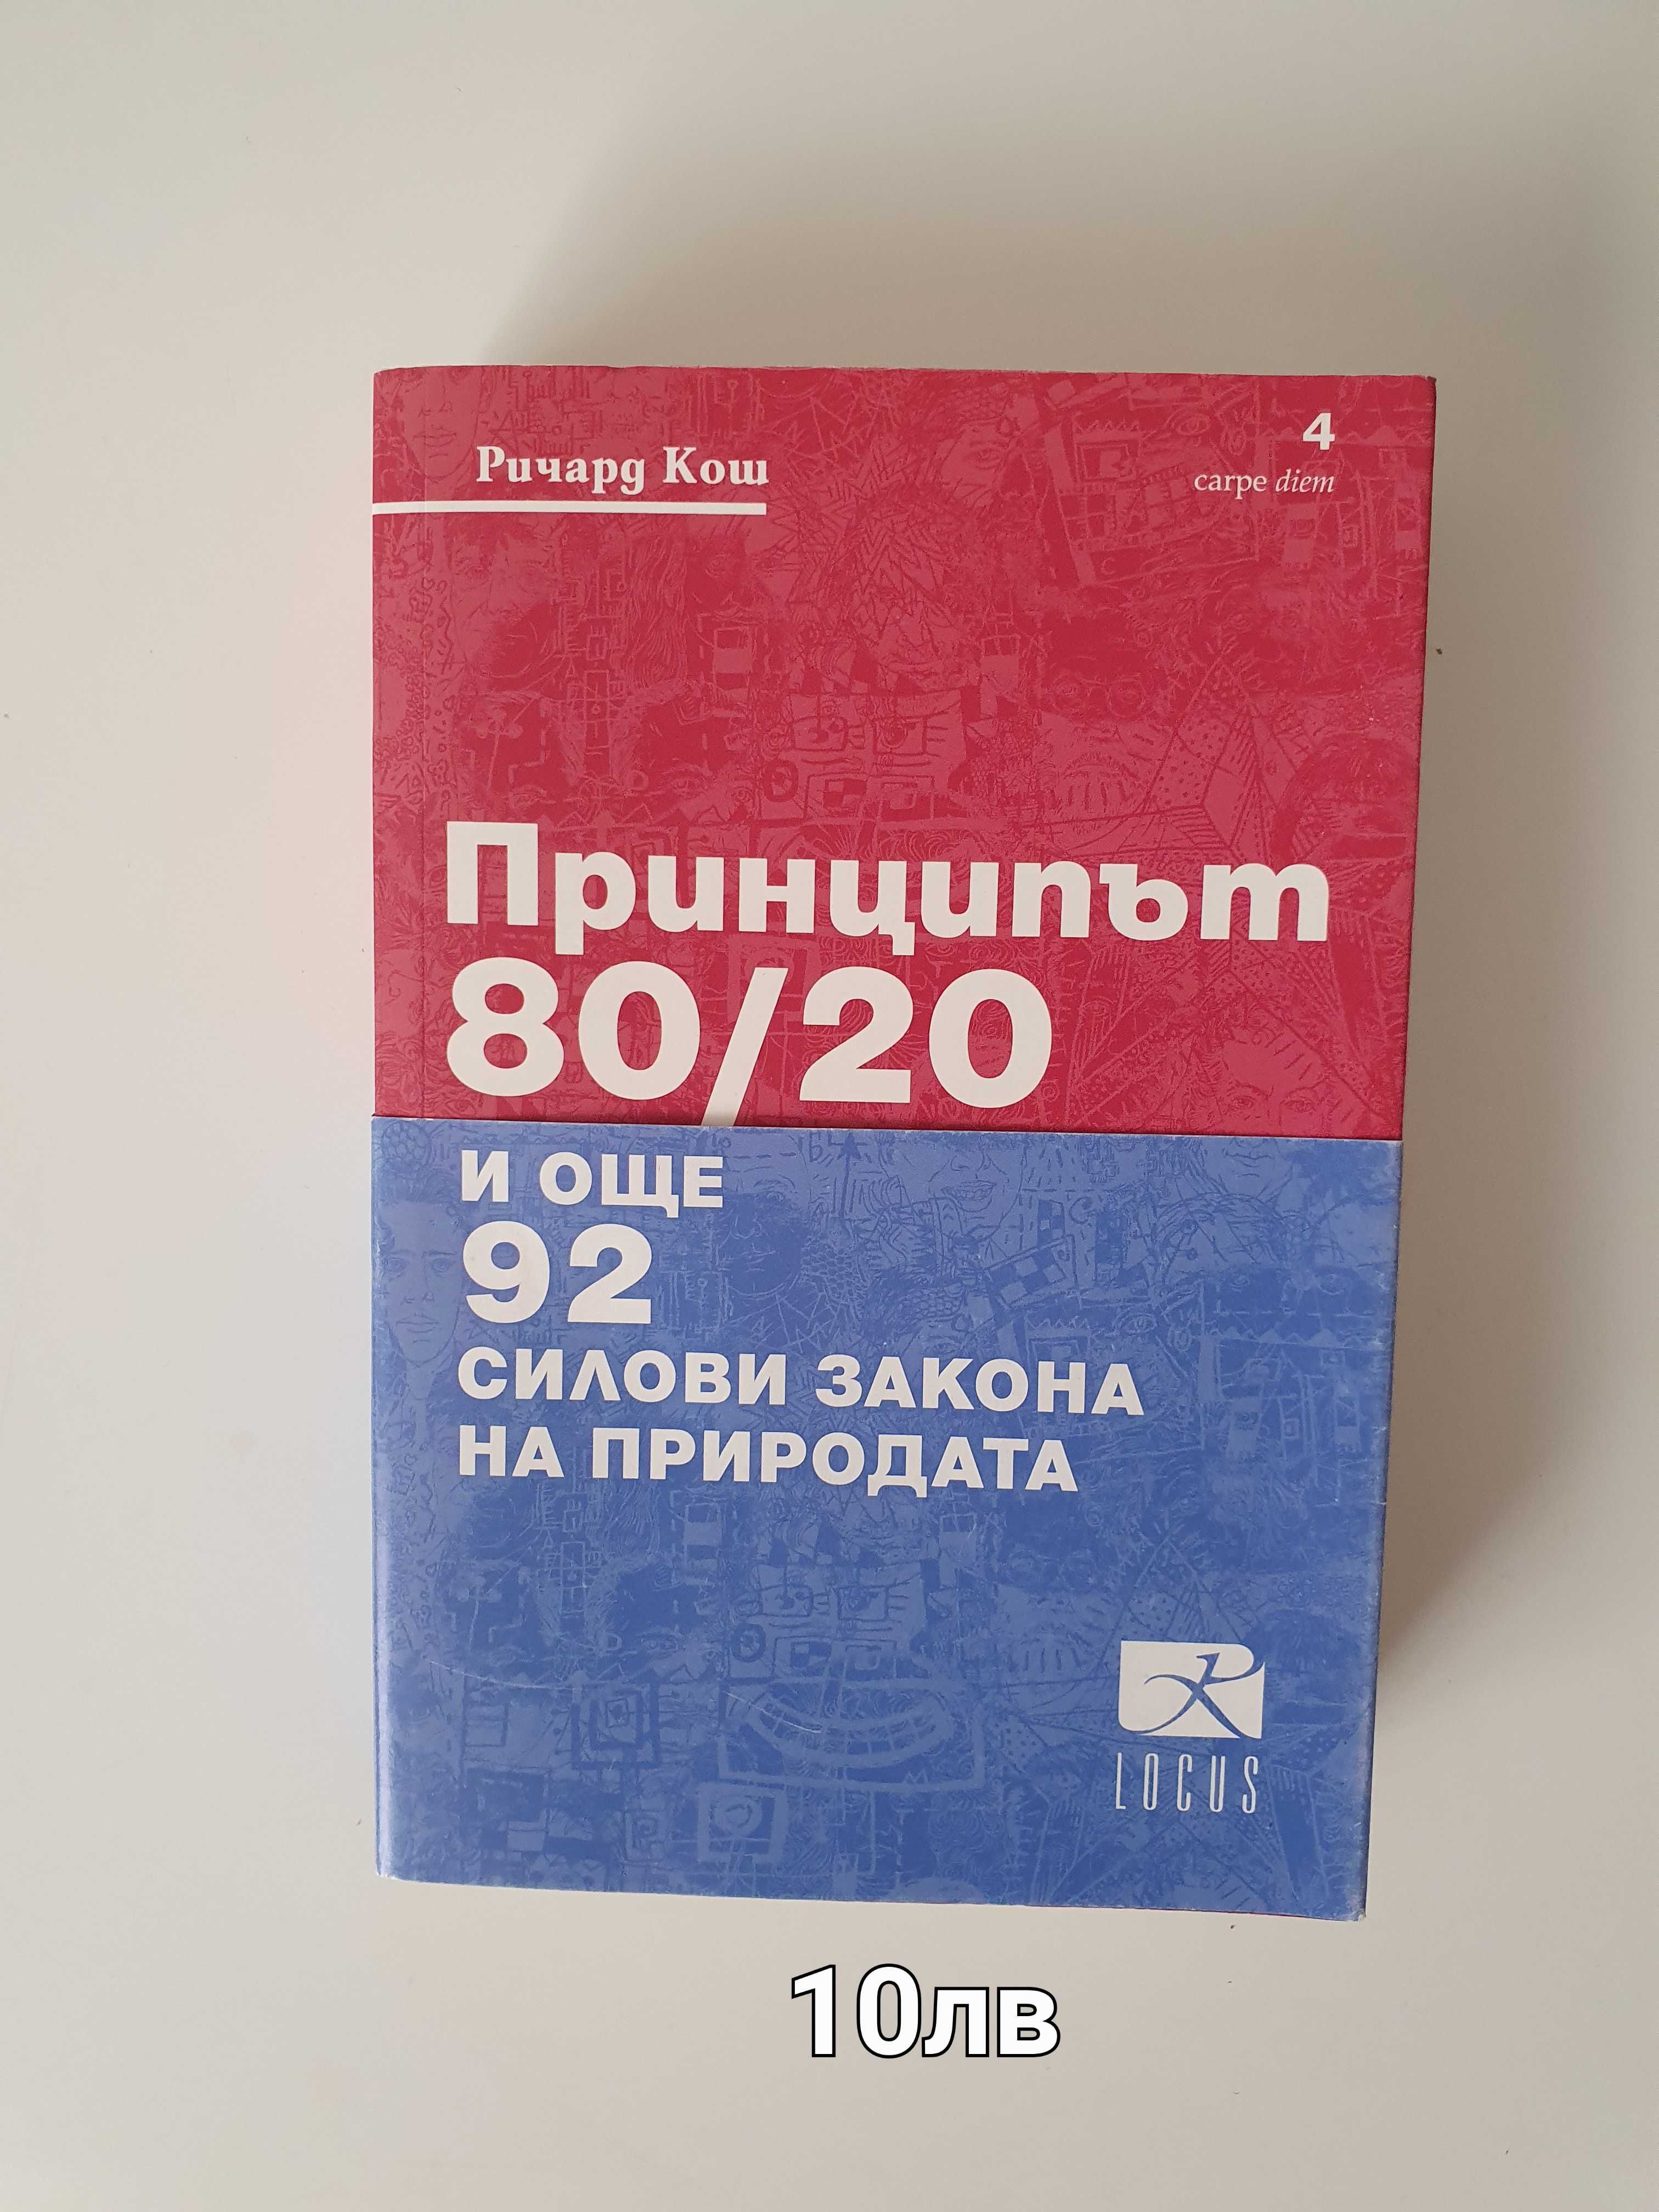 Ричард Кош
4
carpe diem
Принципът
80/20
И ОЩЕ
92
СИЛОВИ ЗАКОНА
НА ПРИРОДАТА
LOCUS
10лв